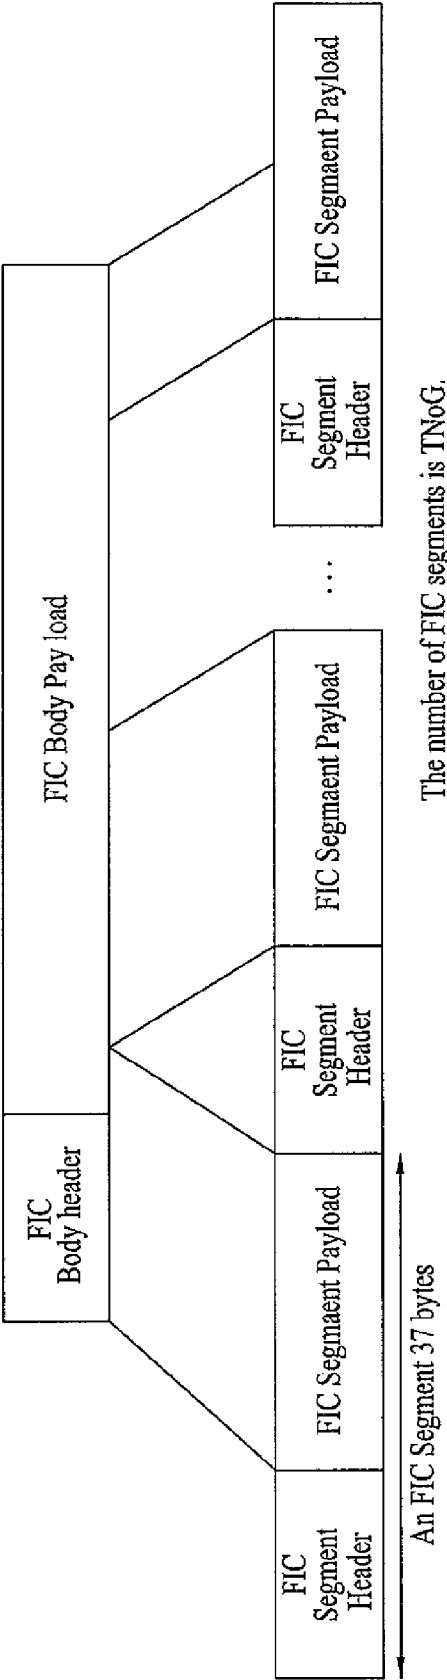 FIC
Body header
FIC Body Pay load
FIC
Segment
Header
FIC Segmaent Payload
FIC
Segment
Header
FIC Segmaent Payload
...
FIC
Segment
Header
FIC Segmaent Payload
An FIC Segment 37 bytes
The number of FIC segments is TNoG.